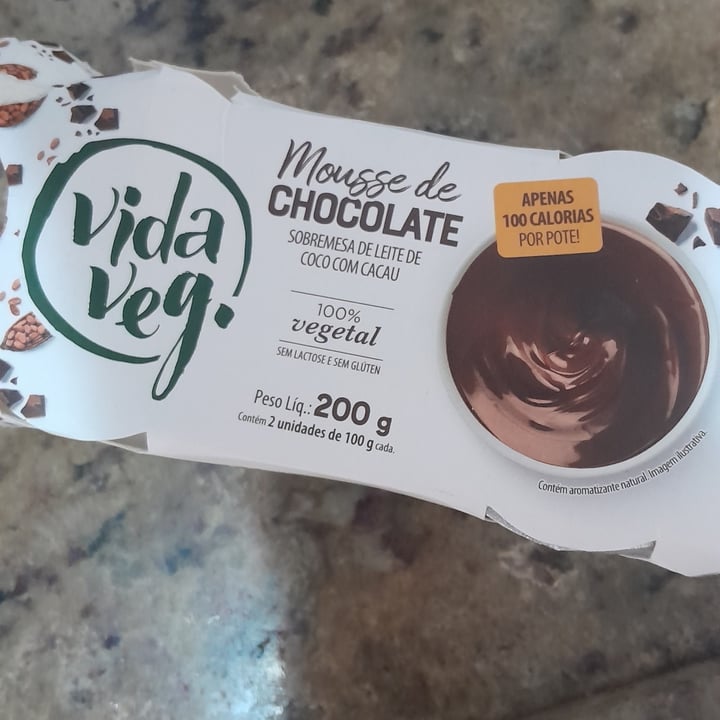 vida
veg.
Mousse de
CHOCOLATE
SOBREMESA DE LEITE DE
COCO COM CACAU
100%
vegetal
SEM LACTOSE E SEM GLÚTEN
Peso Líq.: 200 g
Contém 2 unidades de 100 g cada.
APENAS
100 CALORIAS
POR POTE!
Contém aromatizante natural. Imagem ilustrativa.